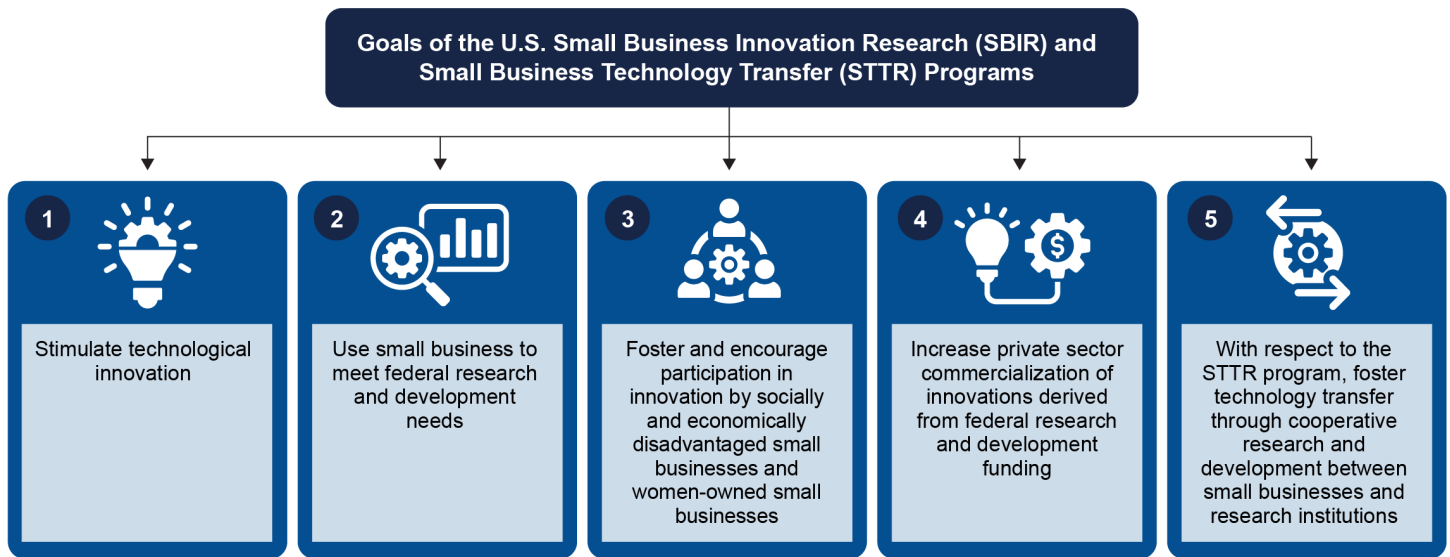 Goals of the U.S. Small Business Innovation Research (SBIR) and
Small Business Technology Transfer (STTR) Programs
1
Stimulate technological
innovation
2
Use small business to
meet federal research
and development
needs
3
Foster and encourage
participation in
innovation by socially
and economically
disadvantaged small
businesses and
women-owned small
businesses
4
$
Increase private sector
commercialization of
innovations derived
from federal research
and development
funding
5
With respect to the
STTR program, foster
technology transfer
through cooperative
research and
development between
small businesses and
research institutions